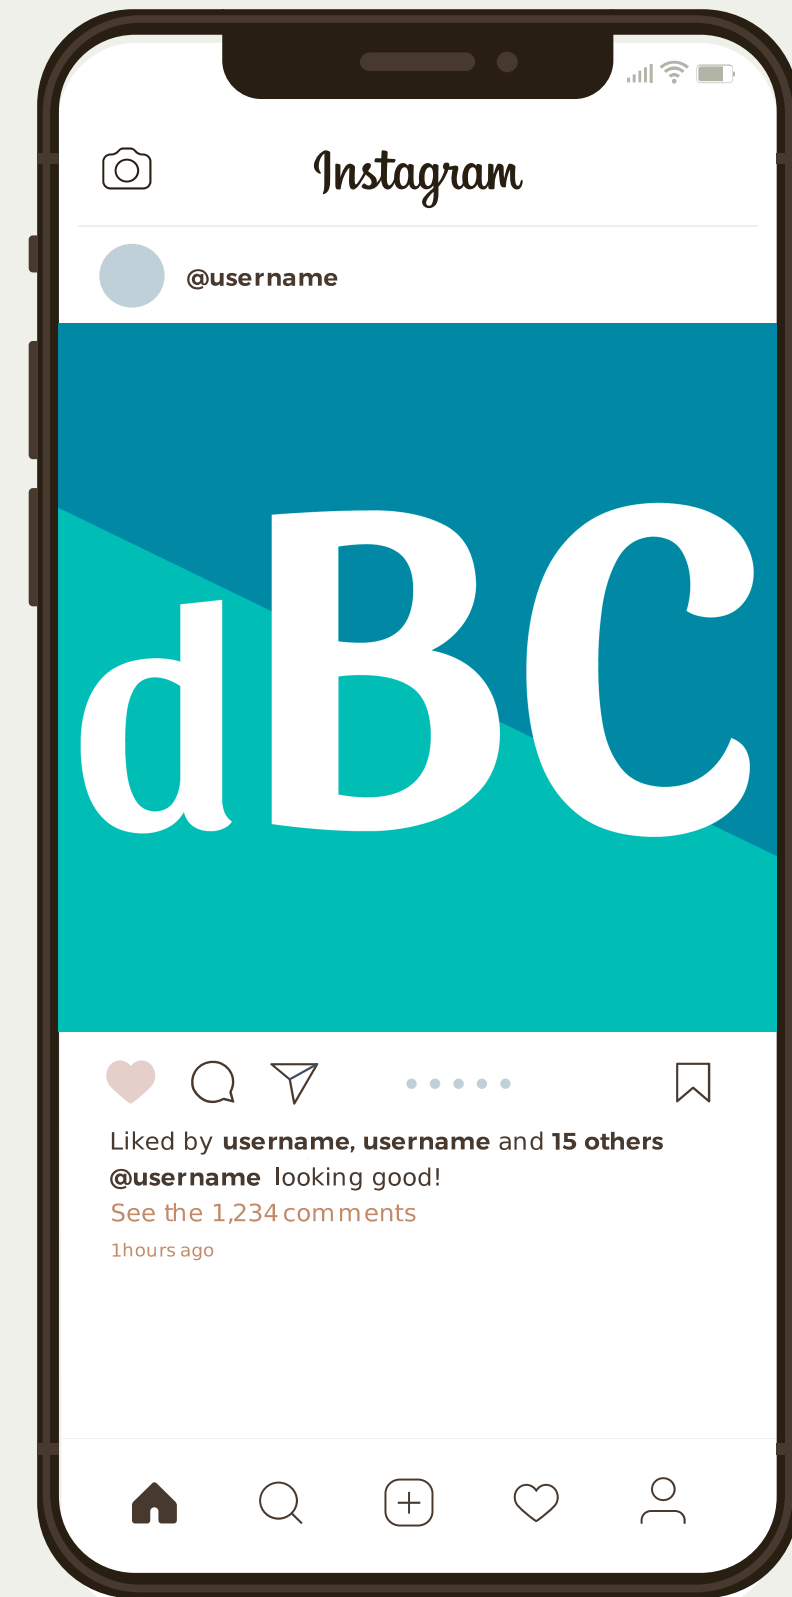 Instagram
@username
dBC
Liked by username, username and 15 others
@username looking good!
See the 1,234 comments
1hours ago